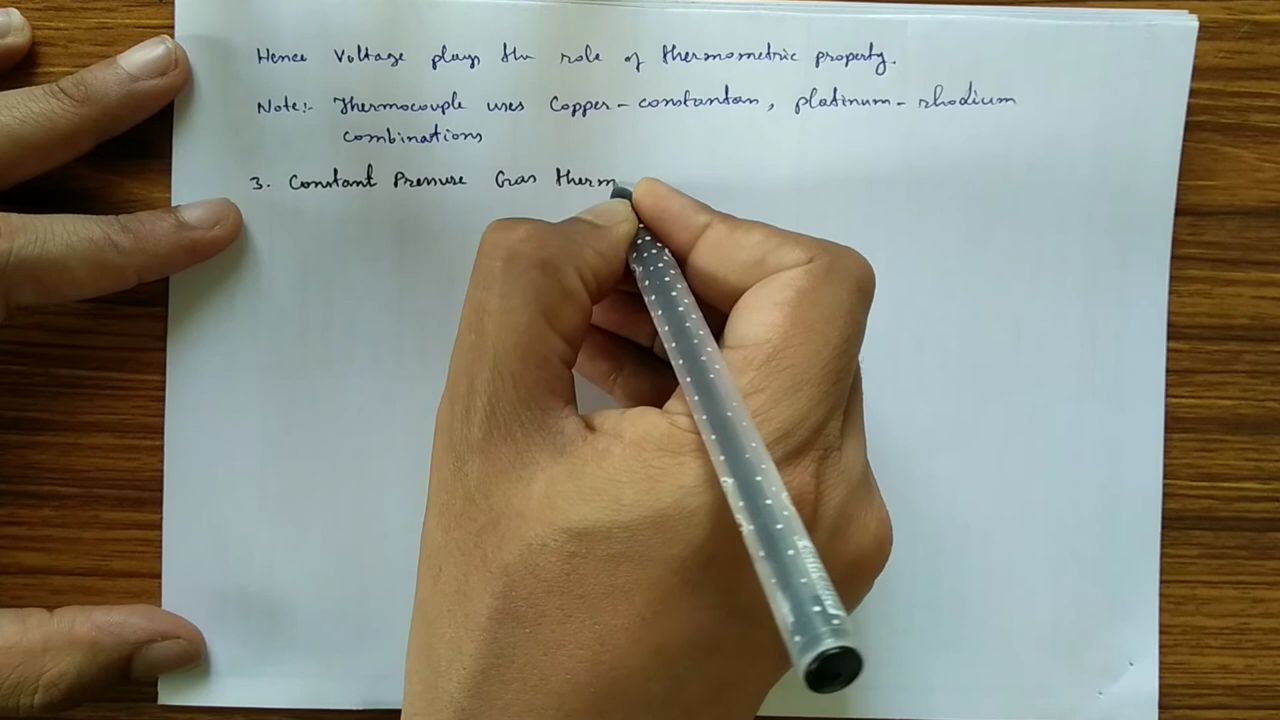 Hence Voltage plays the role of thermometric property.
Note:- Thermocouple uses Copper-constantan, platinum-rhodium
combinations
3. Constant Pressure Gas therm